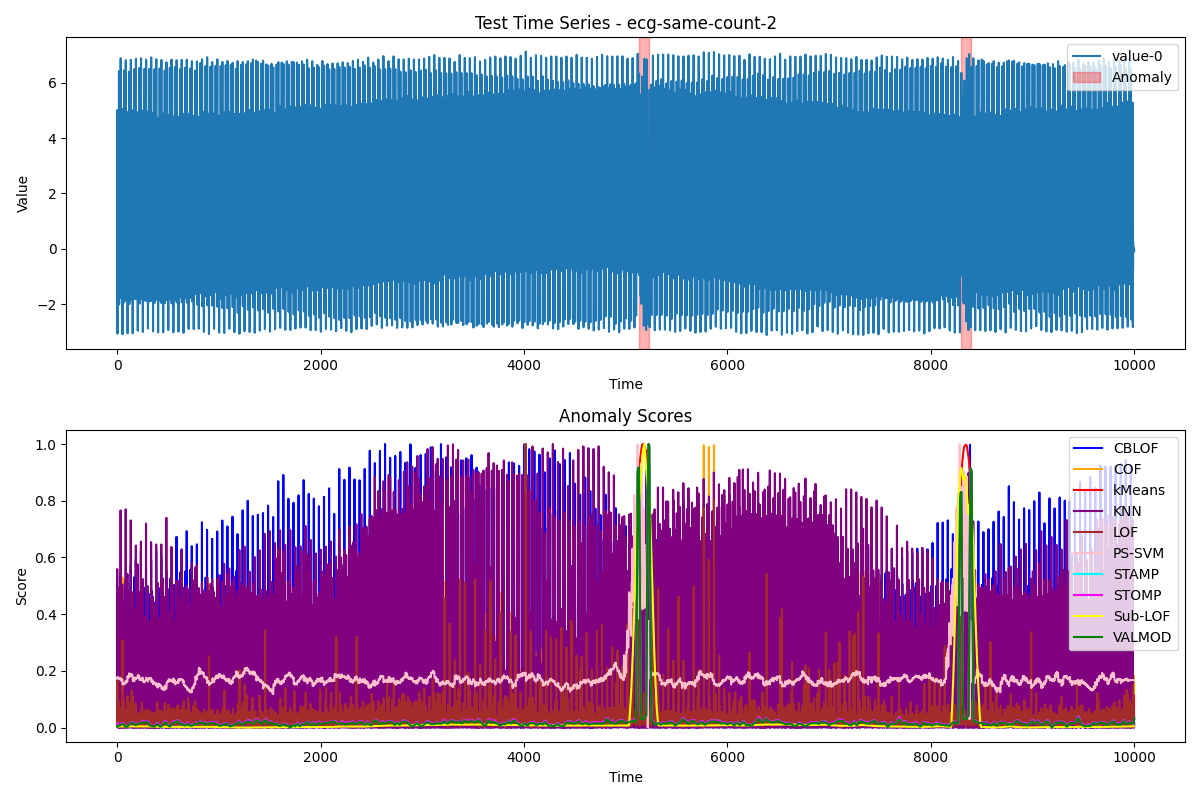 Test Time Series - ecg-same-count-2
value-0
Anomaly
Value
6
4
2
0
−2
0
2000
4000
6000
8000
10000
Time
Anomaly Scores
CBLOF
COF
kMeans
KNN
LOF
PS-SVM
STAMP
STOMP
Sub-LOF
VALMOD
Score
1.0
0.8
0.6
0.4
0.2
0.0
0
2000
4000
6000
8000
10000
Time